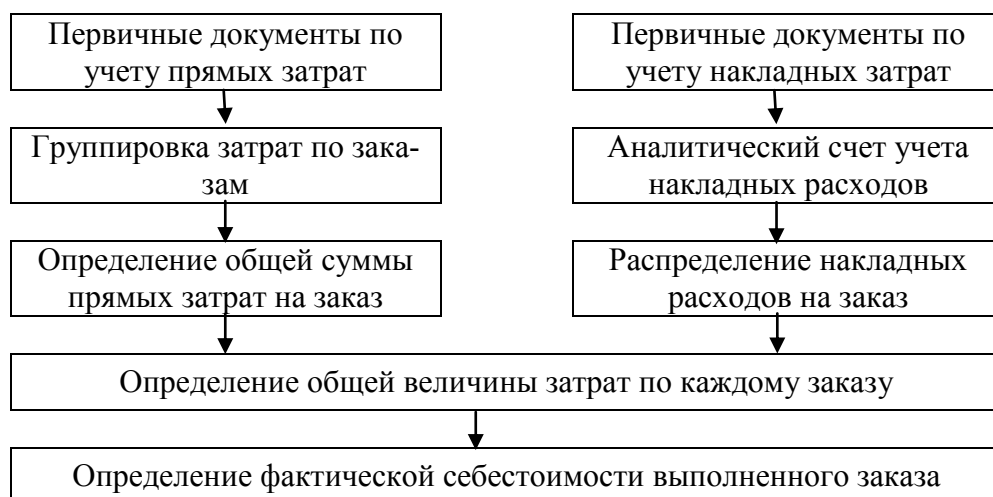 Первичные документы по
учету прямых затрат
Первичные документы по
учету накладных затрат
Группировка затрат по зака-
зам
Аналитический счет учета
накладных расходов
Определение общей суммы
прямых затрат на заказ
Распределение накладных
расходов на заказ
Определение общей величины затрат по каждому заказу
Определение фактической себестоимости выполненного заказа